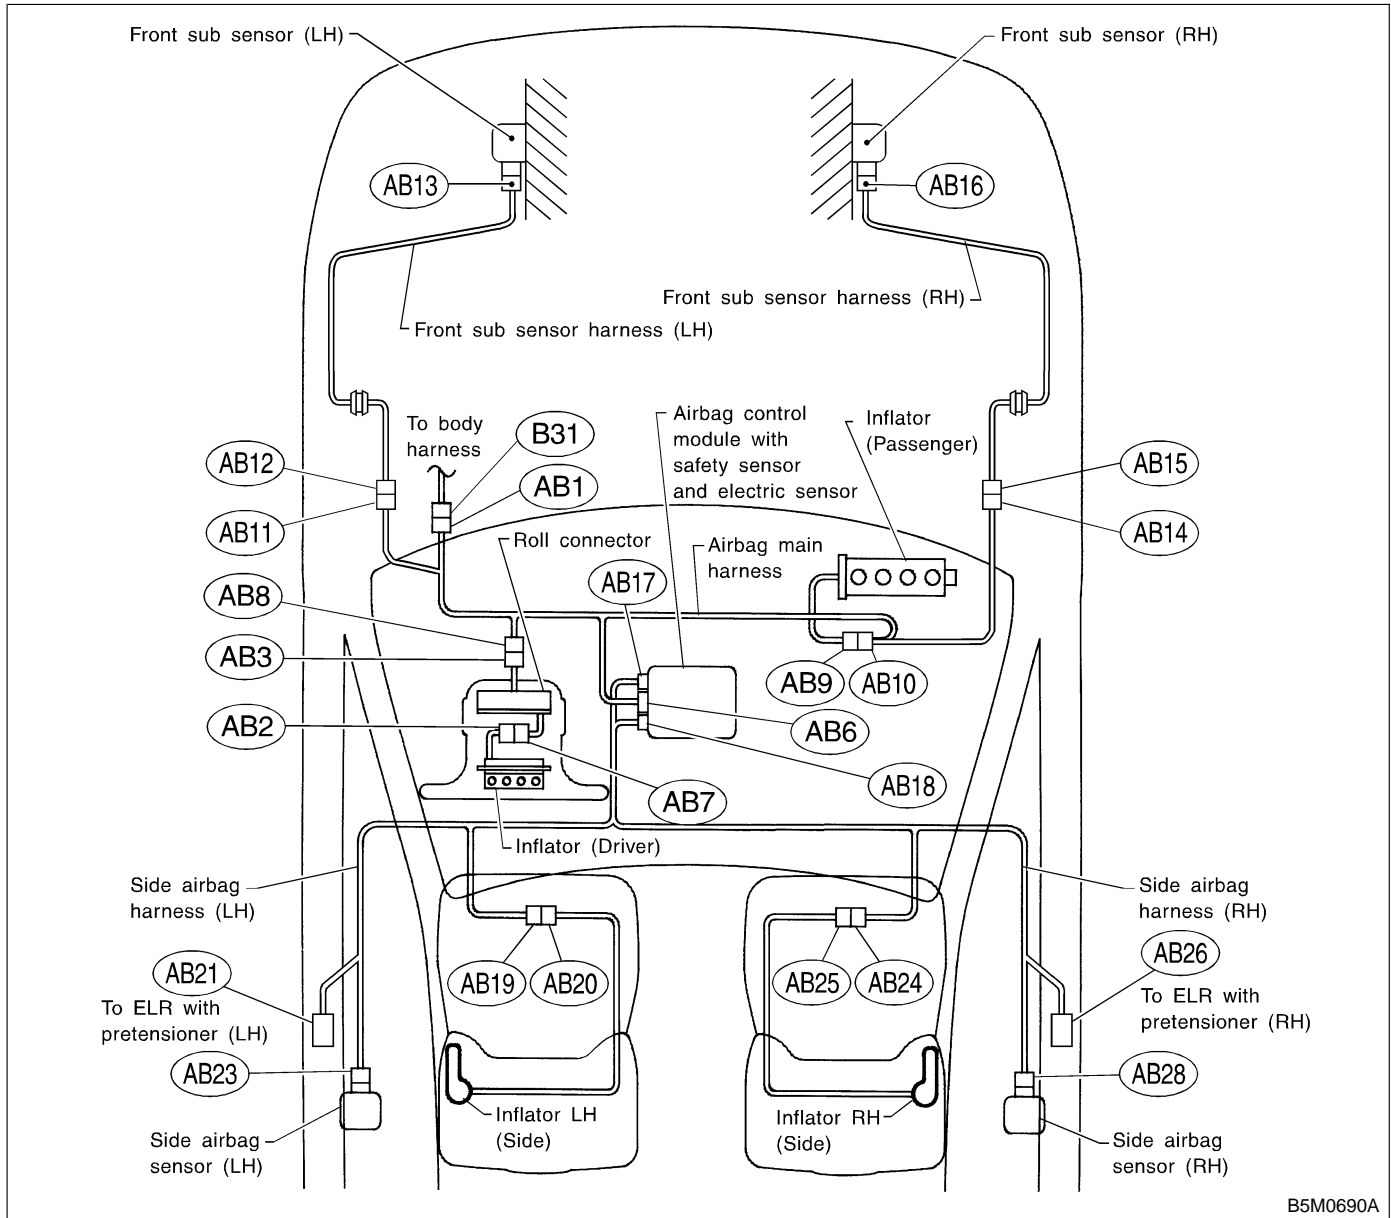 Front sub sensor (LH)
Front sub sensor (RH)
AB13
AB16
Front sub sensor harness (RH)
Front sub sensor harness (LH)
To body
harness
B31
AB1
Airbag control
module with
safety sensor
and electric sensor
Inflator
(Passenger)
AB12
AB11
AB15
AB14
Roll connector
Airbag main
harness
AB17
AB8
AB3
AB9
AB10
AB2
AB6
AB18
AB7
Inflator (Driver)
Side airbag
harness (LH)
Side airbag
harness (RH)
AB21
To ELR with
pretensioner (LH)
AB19
AB20
AB25
AB24
AB26
To ELR with
pretensioner (RH)
AB23
AB28
Inflator LH
(Side)
Inflator RH
(Side)
Side airbag
sensor (LH)
Side airbag
sensor (RH)
B5M0690A